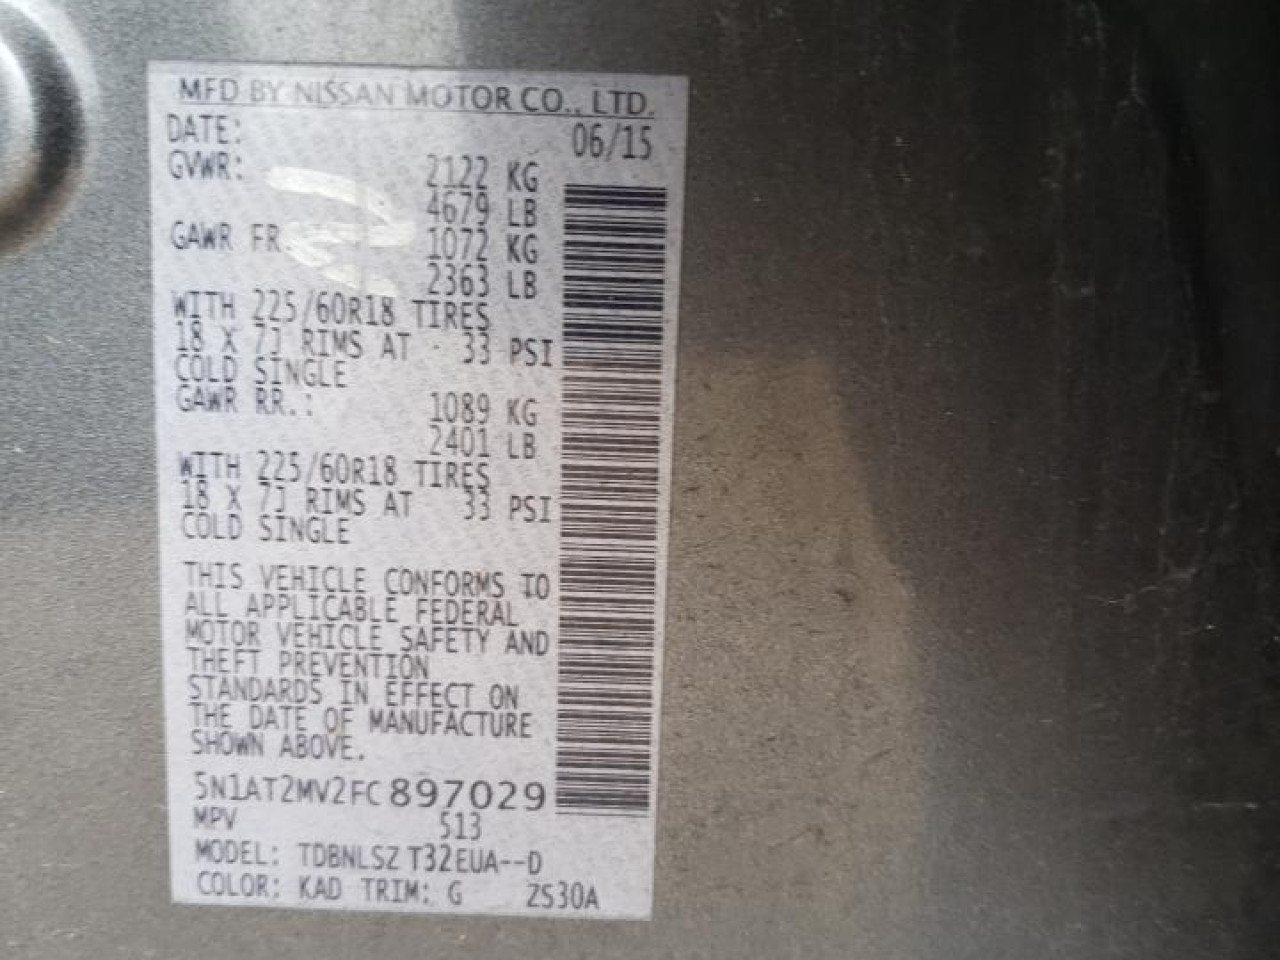 MFD BY NISSAN MOTOR CO., LTD.
DATE: 06/15
GVWR: 2122 KG
4679 LB
GAWR FR. 1072 KG
2363 LB
WITH 225/60R18 TIRES
18 X 7J RIMS AT 33 PSI
COLD SINGLE
GAWR RR.: 1089 KG
2401 LB
WITH 225/60R18 TIRES
18 X 7J RIMS AT 33 PSI
COLD SINGLE
THIS VEHICLE CONFORMS TO
ALL APPLICABLE FEDERAL
MOTOR VEHICLE SAFETY AND
THEFT PREVENTION
STANDARDS IN EFFECT ON
THE DATE OF MANUFACTURE
SHOWN ABOVE.
5N1AT2MV2FC897029
MPV 513
MODEL: TDBNLSZ T32EUA--D
COLOR: KAD TRIM: G ZS30A